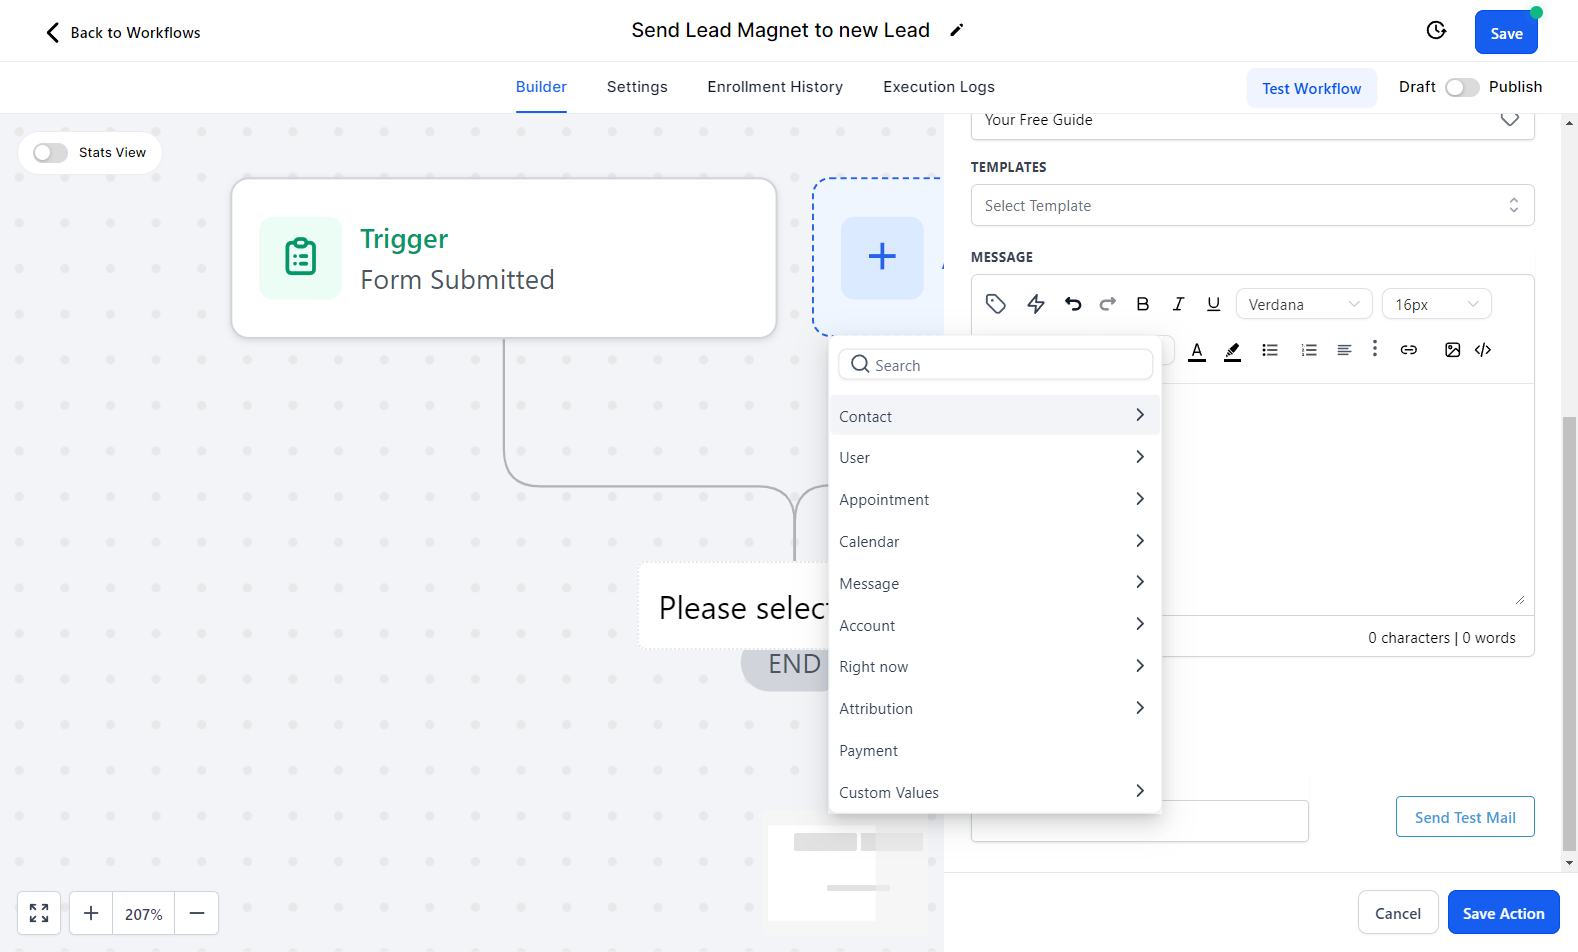 Back to Workflows
Send Lead Magnet to new Lead
Save
Builder
Settings
Enrollment History
Execution Logs
Test Workflow
Draft
Publish
Stats View
Your Free Guide
TEMPLATES
Select Template
Trigger
Form Submitted
MESSAGE
B
I
U
Verdana
16px
A
Search
Contact
User
Appointment
Calendar
Message
Account
Right now
Attribution
Payment
Custom Values
Please select
END
0 characters | 0 words
Send Test Mail
207%
Cancel
Save Action